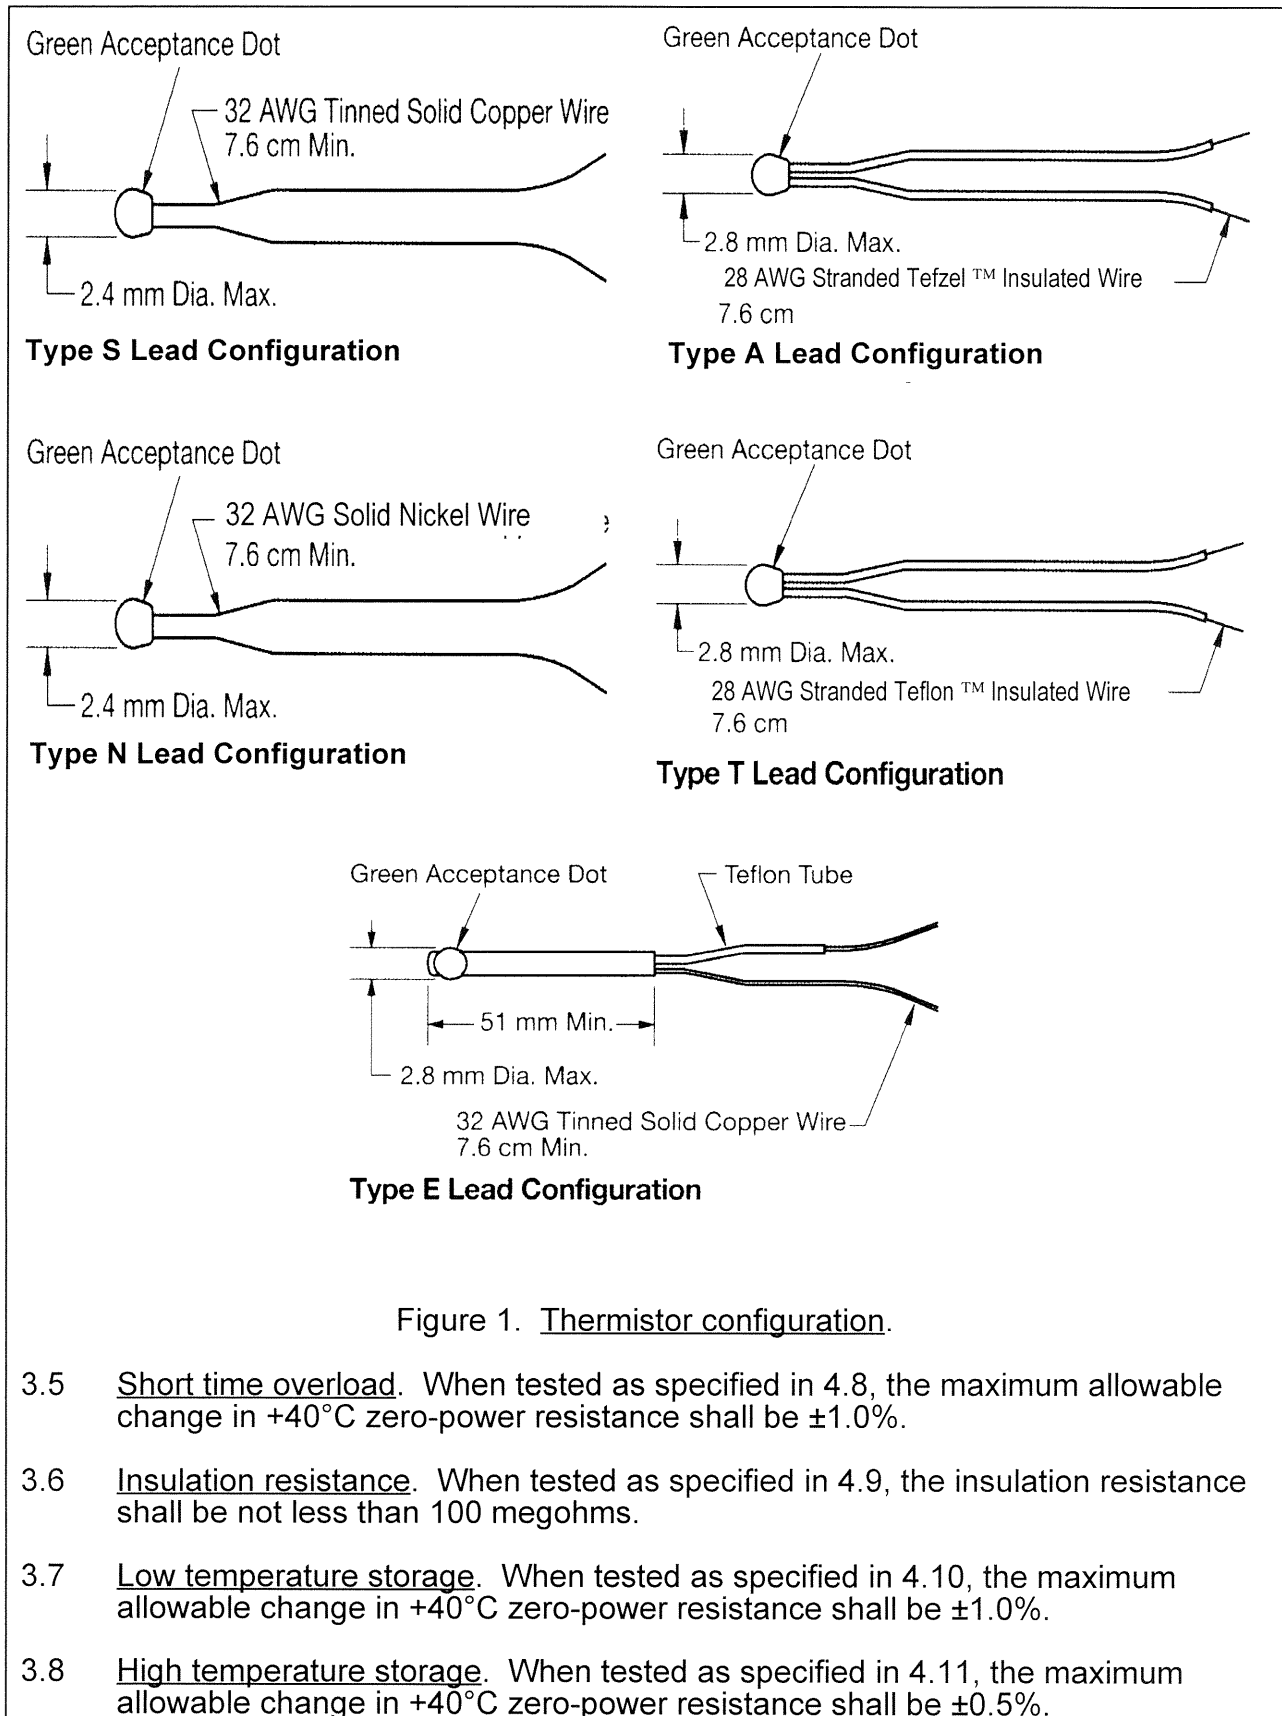 Green Acceptance Dot
32 AWG Tinned Solid Copper Wire
7.6 cm Min.
2.4 mm Dia. Max.
Type S Lead Configuration
Green Acceptance Dot
2.8 mm Dia. Max.
28 AWG Stranded Tefzel ™ Insulated Wire
7.6 cm
Type A Lead Configuration
Green Acceptance Dot
32 AWG Solid Nickel Wire
7.6 cm Min.
2.4 mm Dia. Max.
Type N Lead Configuration
Green Acceptance Dot
2.8 mm Dia. Max.
28 AWG Stranded Teflon ™ Insulated Wire
7.6 cm
Type T Lead Configuration
Green Acceptance Dot
Teflon Tube
51 mm Min.
2.8 mm Dia. Max.
32 AWG Tinned Solid Copper Wire
7.6 cm Min.
Type E Lead Configuration
Figure 1. Thermistor configuration.
3.5 Short time overload. When tested as specified in 4.8, the maximum allowable
change in +40°C zero-power resistance shall be ±1.0%.
3.6 Insulation resistance. When tested as specified in 4.9, the insulation resistance
shall be not less than 100 megohms.
3.7 Low temperature storage. When tested as specified in 4.10, the maximum
allowable change in +40°C zero-power resistance shall be ±1.0%.
3.8 High temperature storage. When tested as specified in 4.11, the maximum
allowable change in +40°C zero-power resistance shall be ±0.5%.